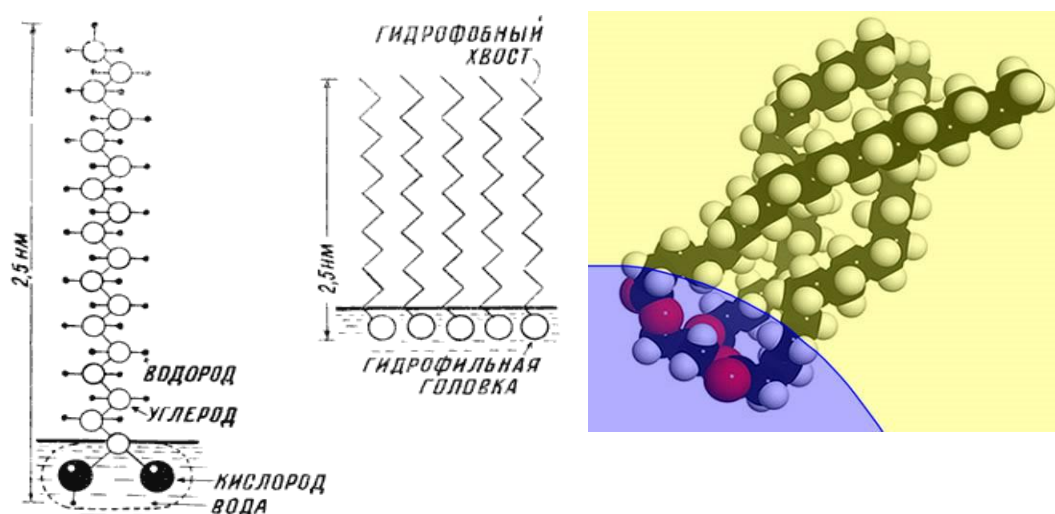 2,5 нм
ВОДОРОД
УГЛЕРОД
КИСЛОРОД
ВОДА
ГИДРОФОБНЫЙ
ХВОСТ
2,5нм
ГИДРОФИЛЬНАЯ
ГОЛОВКА